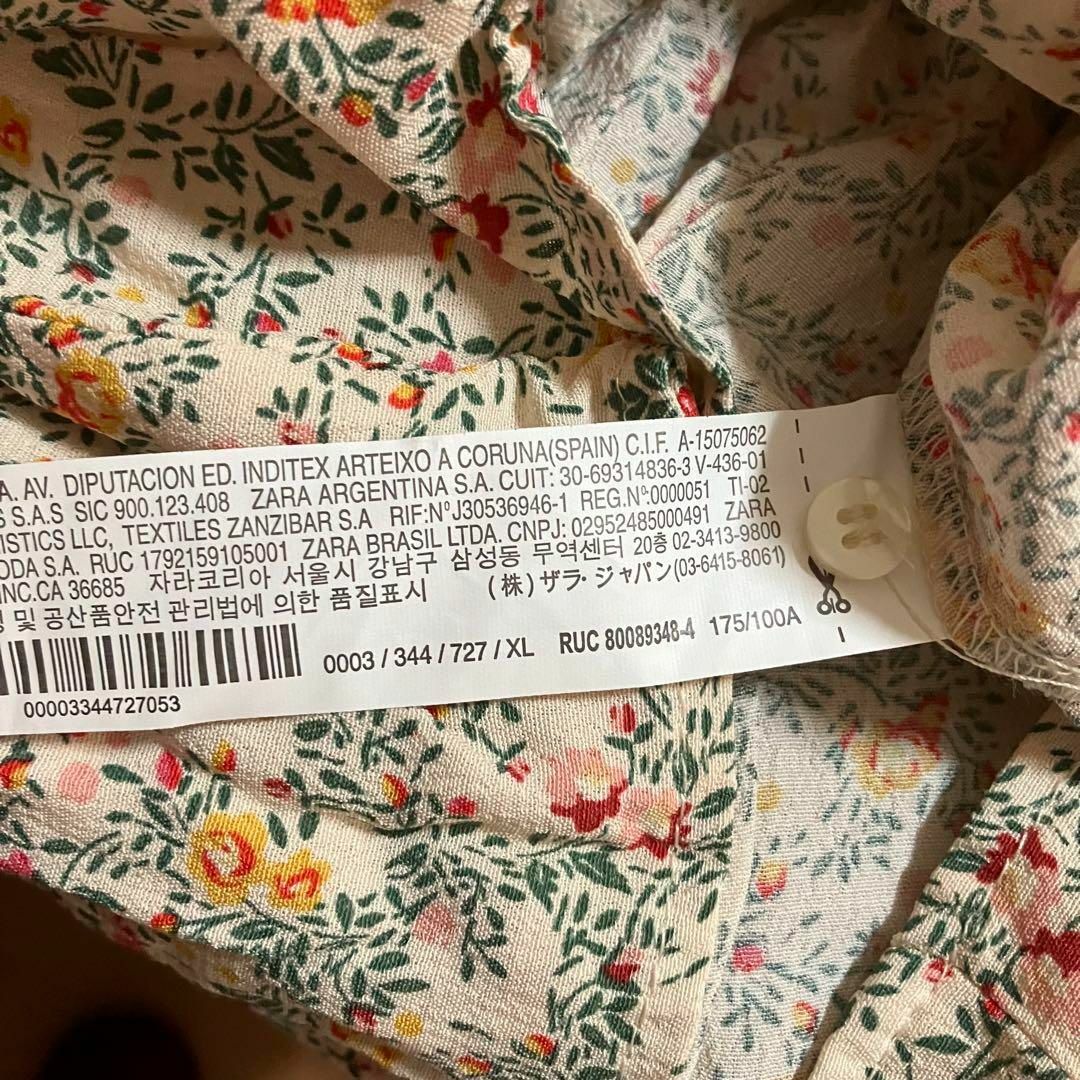 A. AV. DIPUTACION ED. INDITEX ARTEIXO A CORUNA(SPAIN) C.I.F. A-15075062
S S.A.S SIC 900.123.408 ZARA ARGENTINA S.A. CUIT: 30-69314836-3 V-436-01
ISTICS LLC, TEXTILES ZANZIBAR S.A RIF:NºJ30536946-1 REG.Nº:0000051 TI-02
ODA S.A. RUC 1792159105001 ZARA BRASIL LTDA. CNPJ: 02952485000491 ZARA
INC.CA 36685 자라코리아 서울시 강남구 삼성동 무역센터 20층 02-3413-9800
및 공산품안전 관리법에 의한 품질표시 (株)ザラ・ジャパン(03-6415-8061)
0003 / 344 / 727 / XL RUC 80089348-4 175/100A
00003344727053